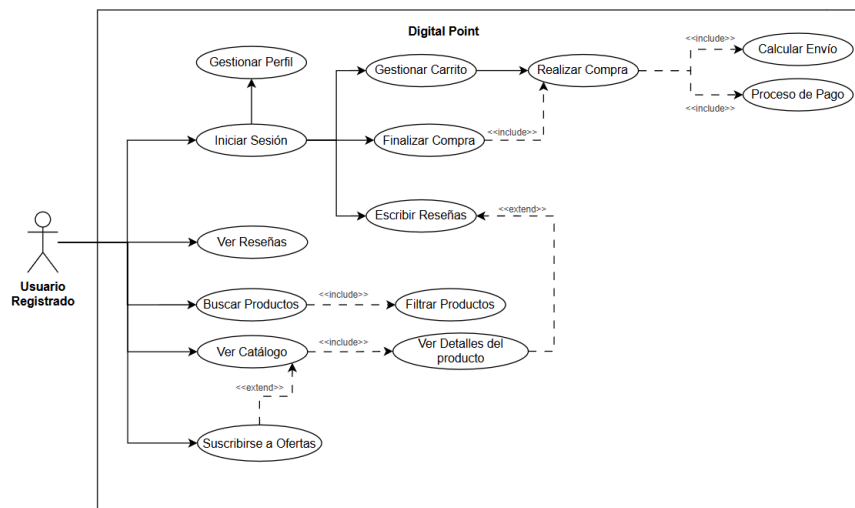 Digital Point
Gestionar Perfil
Gestionar Carrito
Realizar Compra
<<include>>
Calcular Envío
Proceso de Pago
<<include>>
Iniciar Sesión
Finalizar Compra
<<include>>
Escribir Reseñas
<<extend>>
Usuario
Registrado
Ver Reseñas
Buscar Productos
<<include>>
Filtrar Productos
Ver Catálogo
<<include>>
Ver Detalles del
producto
<<extend>>
Suscribirse a Ofertas